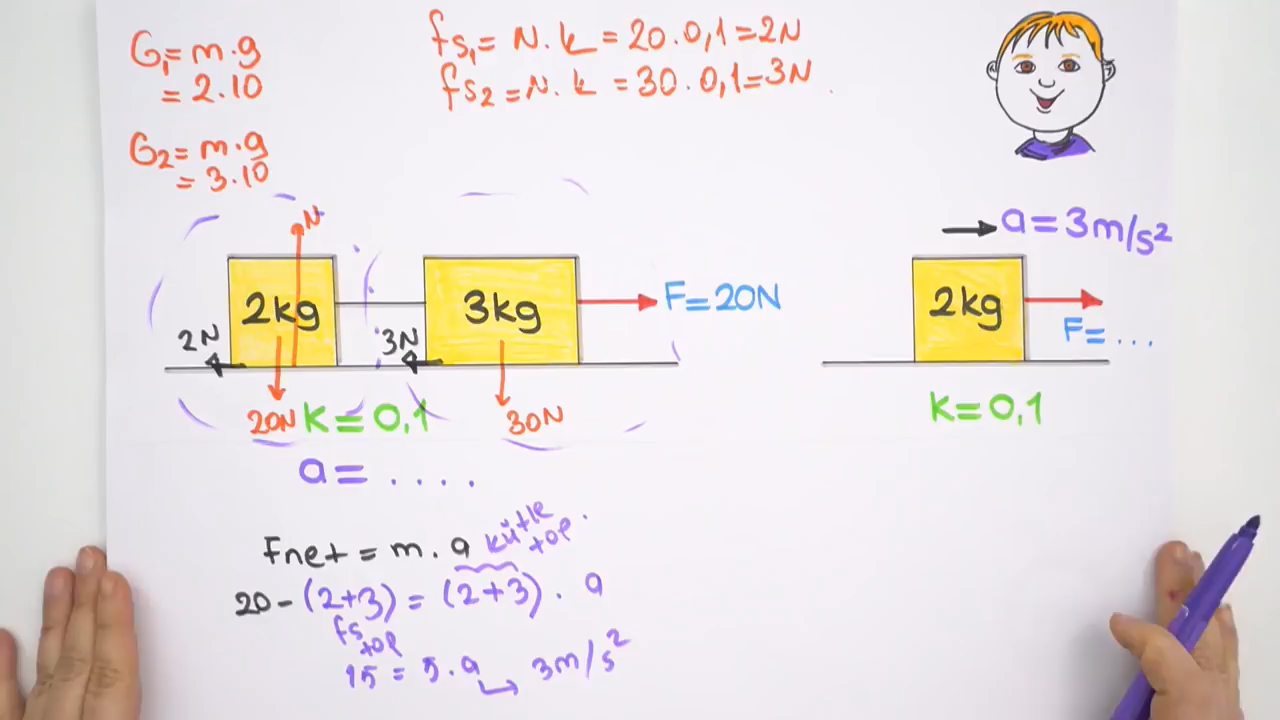 G₁= m.g
= 2.10
G₂= m.g
= 3.10
fs₁= N.k = 20.0,1=2N
fs₂=N.k = 30.0,1=3N
N
2kg
3kg
F=20N
2N
3N
20N
30N
k=0,1
a= ....
a=3m/s²
2kg
F=...
k=0,1
Fnet = m.a
kütle top.
20-(2+3)=(2+3).a
fs top
15 = 5.a
3m/s²